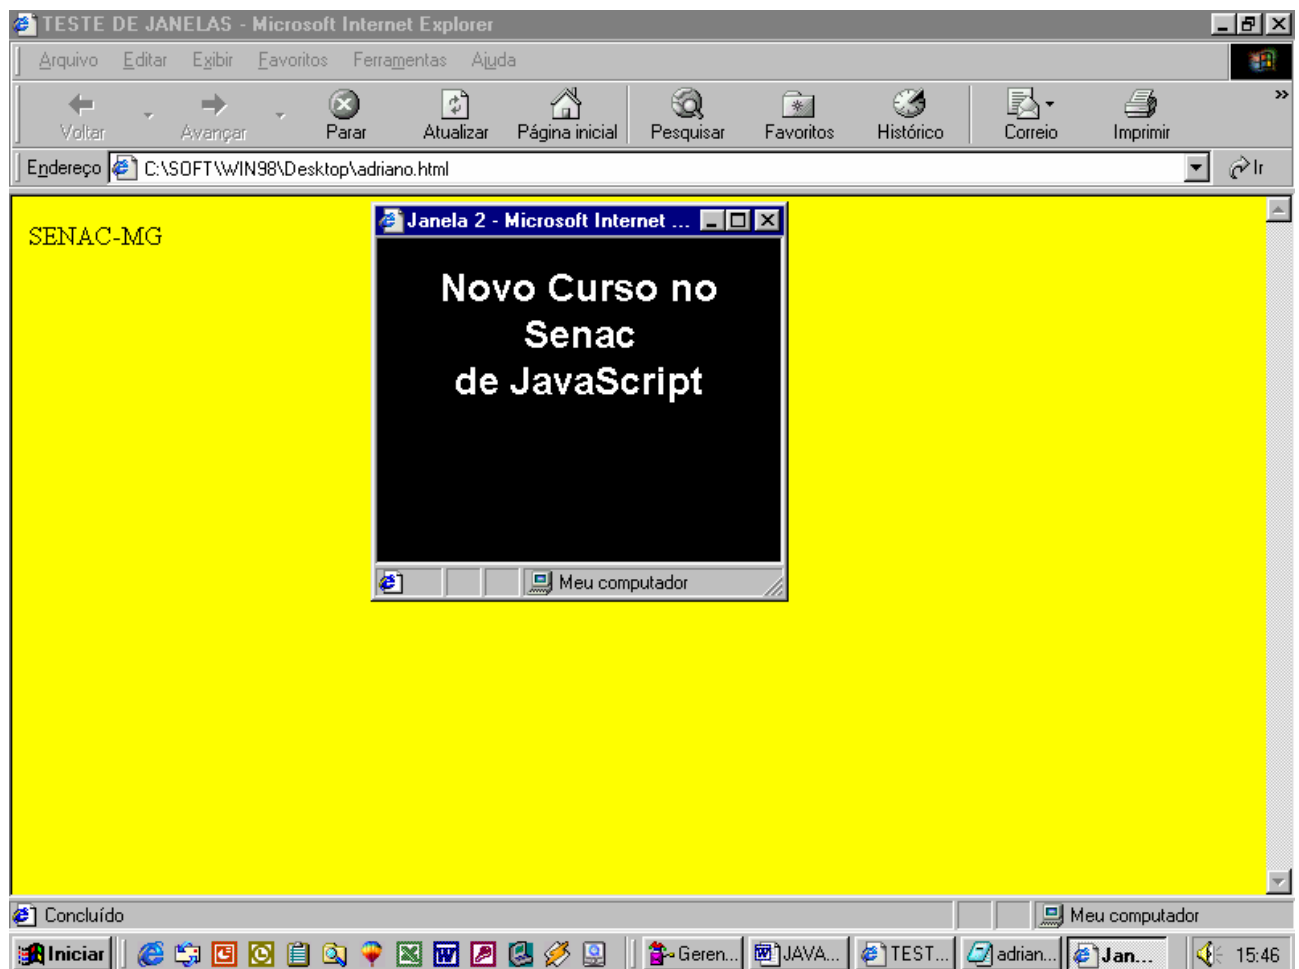 TESTE DE JANELAS - Microsoft Internet Explorer
Arquivo Editar Exibir Favoritos Ferramentas Ajuda
Voltar Avançar Parar Atualizar Página inicial Pesquisar Favoritos Histórico Correio Imprimir »
Endereço C:\SOFT\WIN98\Desktop\adriano.html Ir
SENAC-MG
Janela 2 - Microsoft Internet ...
Novo Curso no
Senac
de JavaScript
Meu computador
Concluído Meu computador
Iniciar Geren... JAVA... TEST... adrian... Jan... 15:46